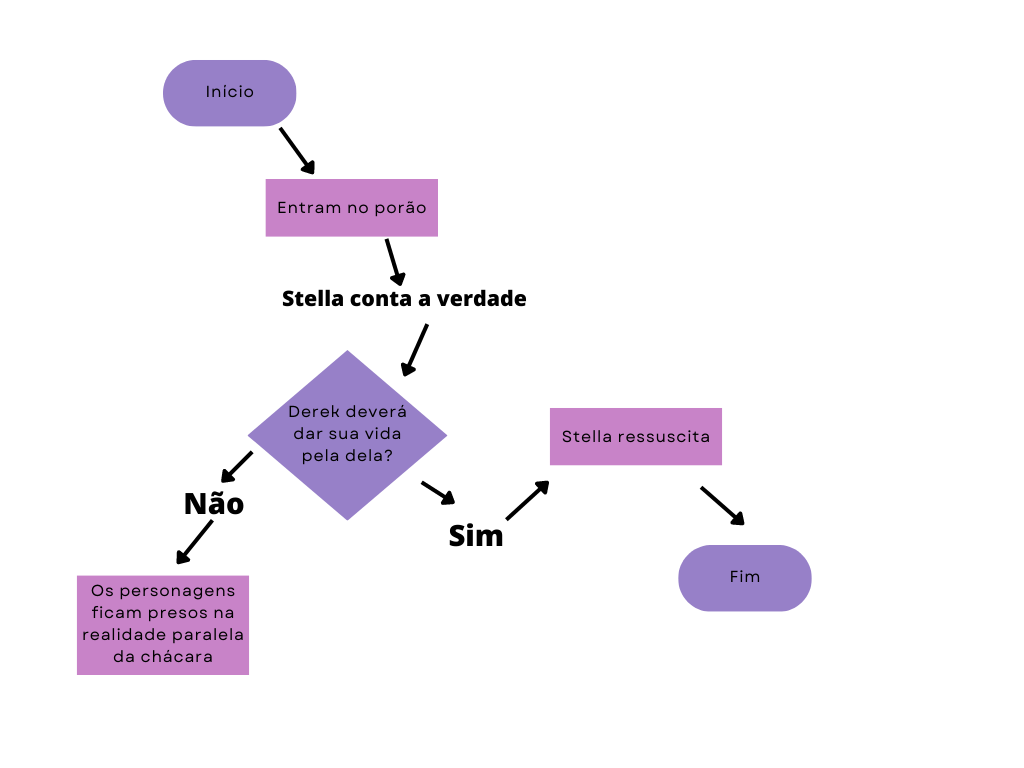 Inicio
Entram no porão
Stella conta a verdade
Derek deverá
dar sua vida
pela dela?
Stella ressuscita
Não
Sim
Fim
Os personagens
ficam presos na
realidade paralela
da chácara